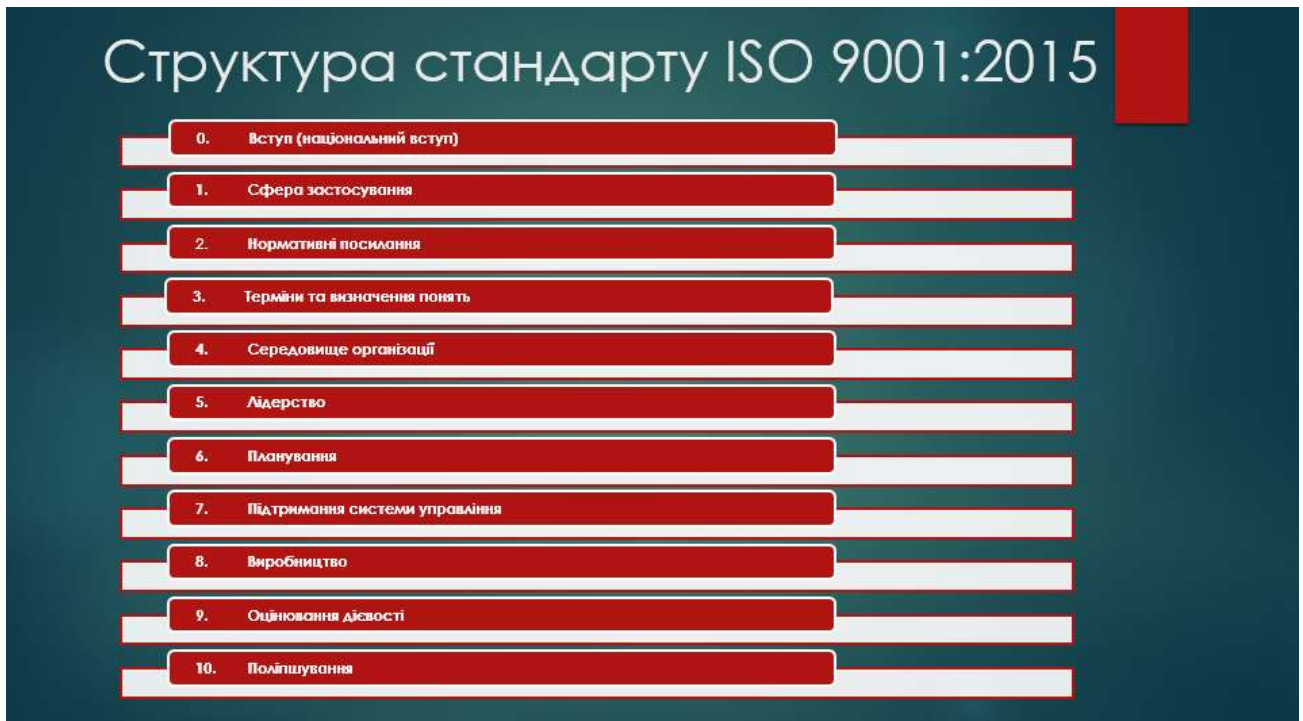 Структура стандарту ISO 9001:2015
0. Вступ (національний вступ)
1. Сфера застосування
2. Нормативні посилання
3. Терміни та визначення понять
4. Середовище організації
5. Лідерство
6. Планування
7. Підтримання системи управління
8. Виробництво
9. Оцінювання дієвості
10. Поліпшування